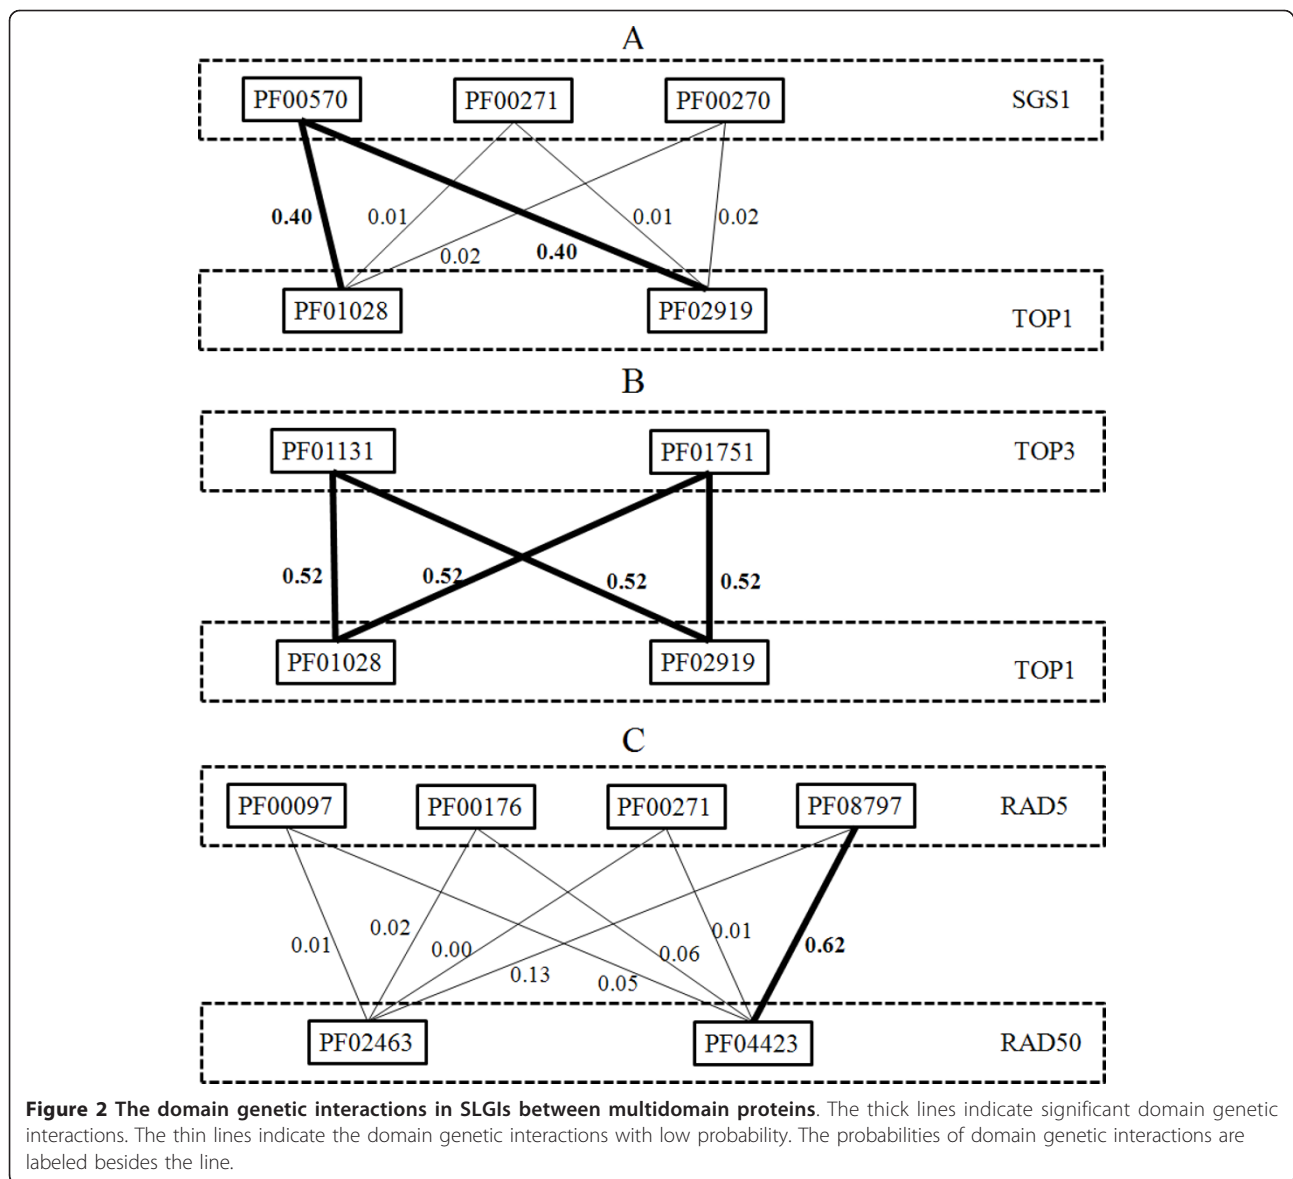 A
PF00570 PF00271 PF00270 SGS1
0.40 0.01 0.01 0.02
0.02 0.40
PF01028 PF02919 TOP1
B
PF01131 PF01751 TOP3
0.52 0.52 0.52 0.52
PF01028 PF02919 TOP1
C
PF00097 PF00176 PF00271 PF08797 RAD5
0.01 0.02 0.00 0.13 0.05 0.06 0.01 0.62
PF02463 PF04423 RAD50
Figure 2 The domain genetic interactions in SLGIs between multidomain proteins. The thick lines indicate significant domain genetic
interactions. The thin lines indicate the domain genetic interactions with low probability. The probabilities of domain genetic interactions are
labeled besides the line.